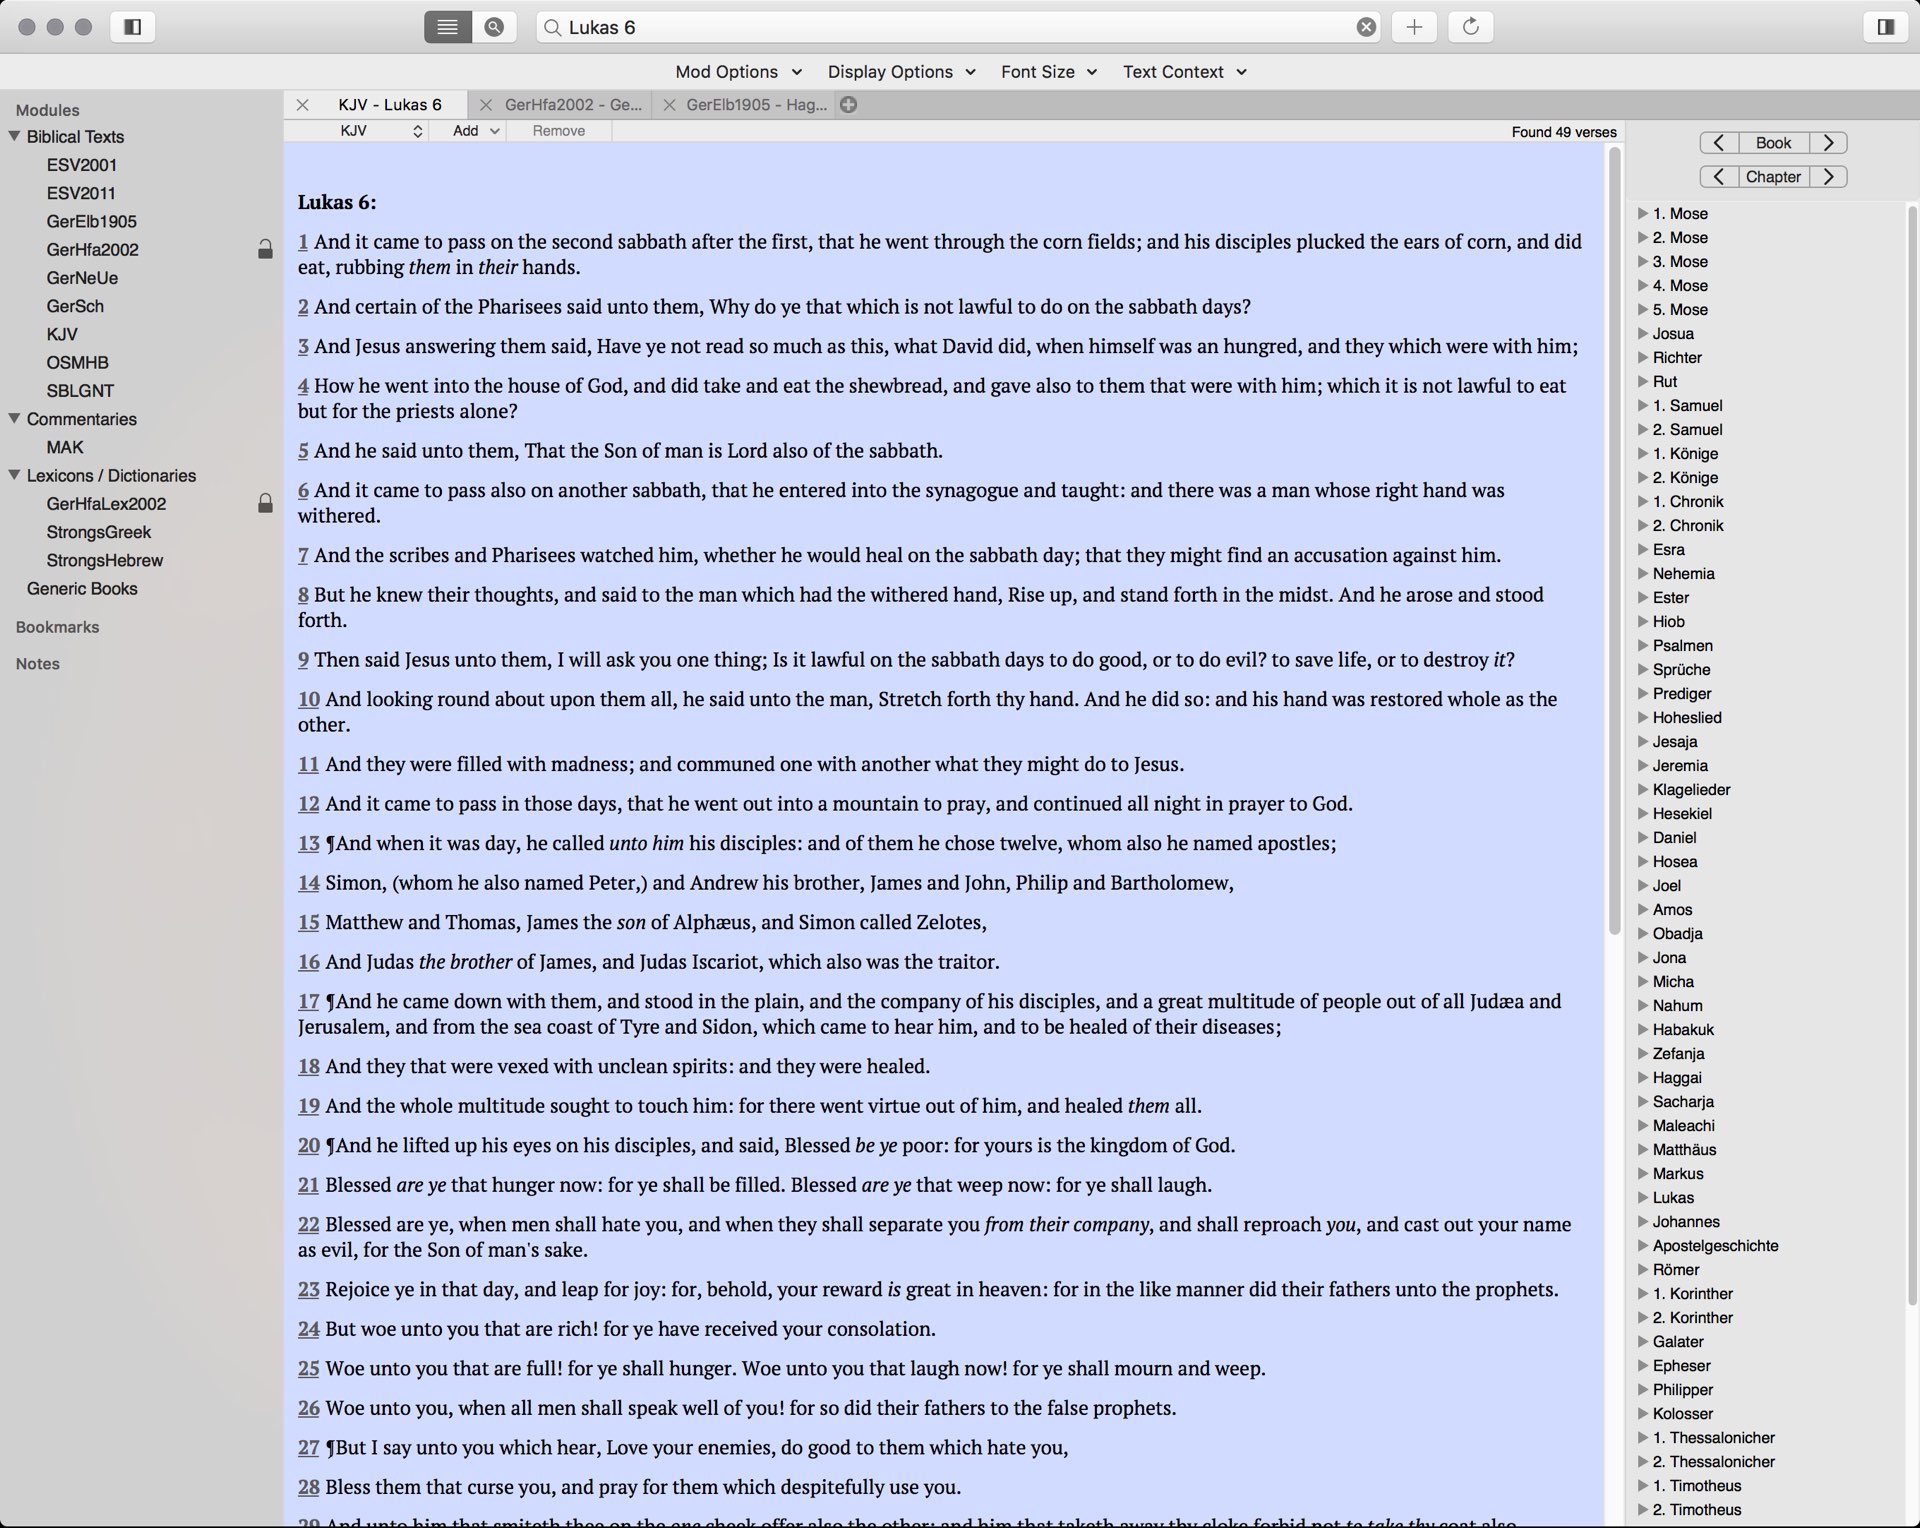 Lukas 6
Mod Options
Display Options
Font Size
Text Context
Modules
Biblical Texts
ESV2001
ESV2011
GerElb1905
GerHfa2002
GerNeUe
GerSch
KJV
OSMHB
SBLGNT
Commentaries
MAK
Lexicons / Dictionaries
GerHfaLex2002
StrongsGreek
StrongsHebrew
Generic Books
Bookmarks
Notes
KJV - Lukas 6
GerHfa2002 - Ge...
GerElb1905 - Hag...
KJV
Add
Remove
Found 49 verses
Lukas 6:
1 And it came to pass on the second sabbath after the first, that he went through the corn fields; and his disciples plucked the ears of corn, and did
eat, rubbing them in their hands.
2 And certain of the Pharisees said unto them, Why do ye that which is not lawful to do on the sabbath days?
3 And Jesus answering them said, Have ye not read so much as this, what David did, when himself was an hungred, and they which were with him;
4 How he went into the house of God, and did take and eat the shewbread, and gave also to them that were with him; which it is not lawful to eat
but for the priests alone?
5 And he said unto them, That the Son of man is Lord also of the sabbath.
6 And it came to pass also on another sabbath, that he entered into the synagogue and taught: and there was a man whose right hand was
withered.
7 And the scribes and Pharisees watched him, whether he would heal on the sabbath day; that they might find an accusation against him.
8 But he knew their thoughts, and said to the man which had the withered hand, Rise up, and stand forth in the midst. And he arose and stood
forth.
9 Then said Jesus unto them, I will ask you one thing; Is it lawful on the sabbath days to do good, or to do evil? to save life, or to destroy it?
10 And looking round about upon them all, he said unto the man, Stretch forth thy hand. And he did so: and his hand was restored whole as the
other.
11 And they were filled with madness; and communed one with another what they might do to Jesus.
12 And it came to pass in those days, that he went out into a mountain to pray, and continued all night in prayer to God.
13 ¶And when it was day, he called unto him his disciples: and of them he chose twelve, whom also he named apostles;
14 Simon, (whom he also named Peter,) and Andrew his brother, James and John, Philip and Bartholomew,
15 Matthew and Thomas, James the son of Alphæus, and Simon called Zelotes,
16 And Judas the brother of James, and Judas Iscariot, which also was the traitor.
17 ¶And he came down with them, and stood in the plain, and the company of his disciples, and a great multitude of people out of all Judæa and
Jerusalem, and from the sea coast of Tyre and Sidon, which came to hear him, and to be healed of their diseases;
18 And they that were vexed with unclean spirits: and they were healed.
19 And the whole multitude sought to touch him: for there went virtue out of him, and healed them all.
20 ¶And he lifted up his eyes on his disciples, and said, Blessed be ye poor: for yours is the kingdom of God.
21 Blessed are ye that hunger now: for ye shall be filled. Blessed are ye that weep now: for ye shall laugh.
22 Blessed are ye, when men shall hate you, and when they shall separate you from their company, and shall reproach you, and cast out your name
as evil, for the Son of man's sake.
23 Rejoice ye in that day, and leap for joy: for, behold, your reward is great in heaven: for in the like manner did their fathers unto the prophets.
24 But woe unto you that are rich! for ye have received your consolation.
25 Woe unto you that are full! for ye shall hunger. Woe unto you that laugh now! for ye shall mourn and weep.
26 Woe unto you, when all men shall speak well of you! for so did their fathers to the false prophets.
27 ¶But I say unto you which hear, Love your enemies, do good to them which hate you,
28 Bless them that curse you, and pray for them which despitefully use you.
29 And unto him that smiteth thee on the one cheek offer also the other; and him that taketh away thy cloke forbid not to take thy coat also.
Book
Chapter
1. Mose
2. Mose
3. Mose
4. Mose
5. Mose
Josua
Richter
Rut
1. Samuel
2. Samuel
1. Könige
2. Könige
1. Chronik
2. Chronik
Esra
Nehemia
Ester
Hiob
Psalmen
Sprüche
Prediger
Hoheslied
Jesaja
Jeremia
Klagelieder
Hesekiel
Daniel
Hosea
Joel
Amos
Obadja
Jona
Micha
Nahum
Habakuk
Zefanja
Haggai
Sacharja
Maleachi
Matthäus
Markus
Lukas
Johannes
Apostelgeschichte
Römer
1. Korinther
2. Korinther
Galater
Epheser
Philipper
Kolosser
1. Thessalonicher
2. Thessalonicher
1. Timotheus
2. Timotheus